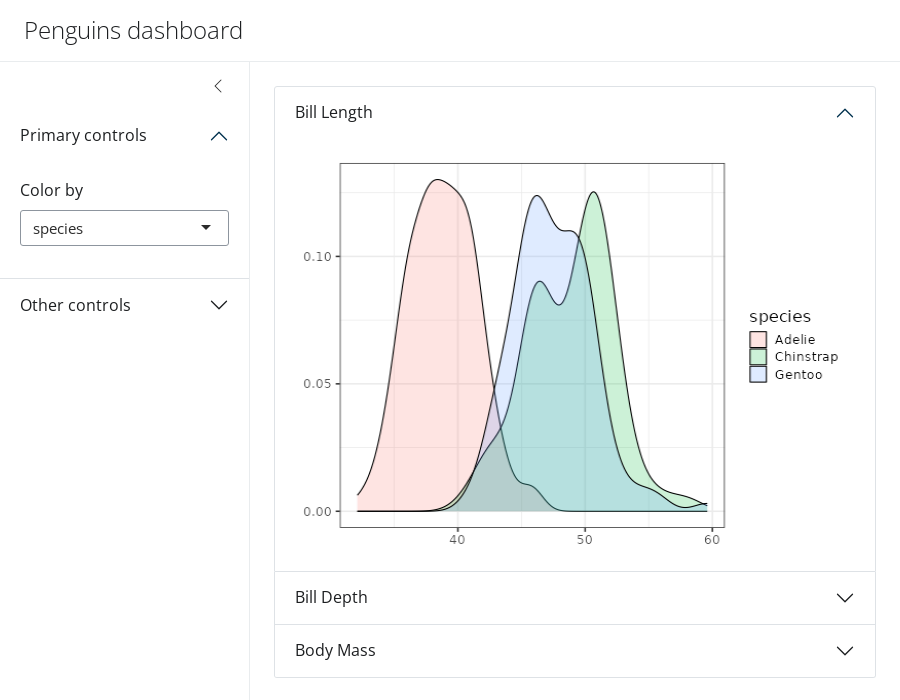 Penguins dashboard
Primary controls
Color by
species
Other controls
Bill Length
0.10
0.05
0.00
40 50 60
species
Adelie
Chinstrap
Gentoo
Bill Depth
Body Mass